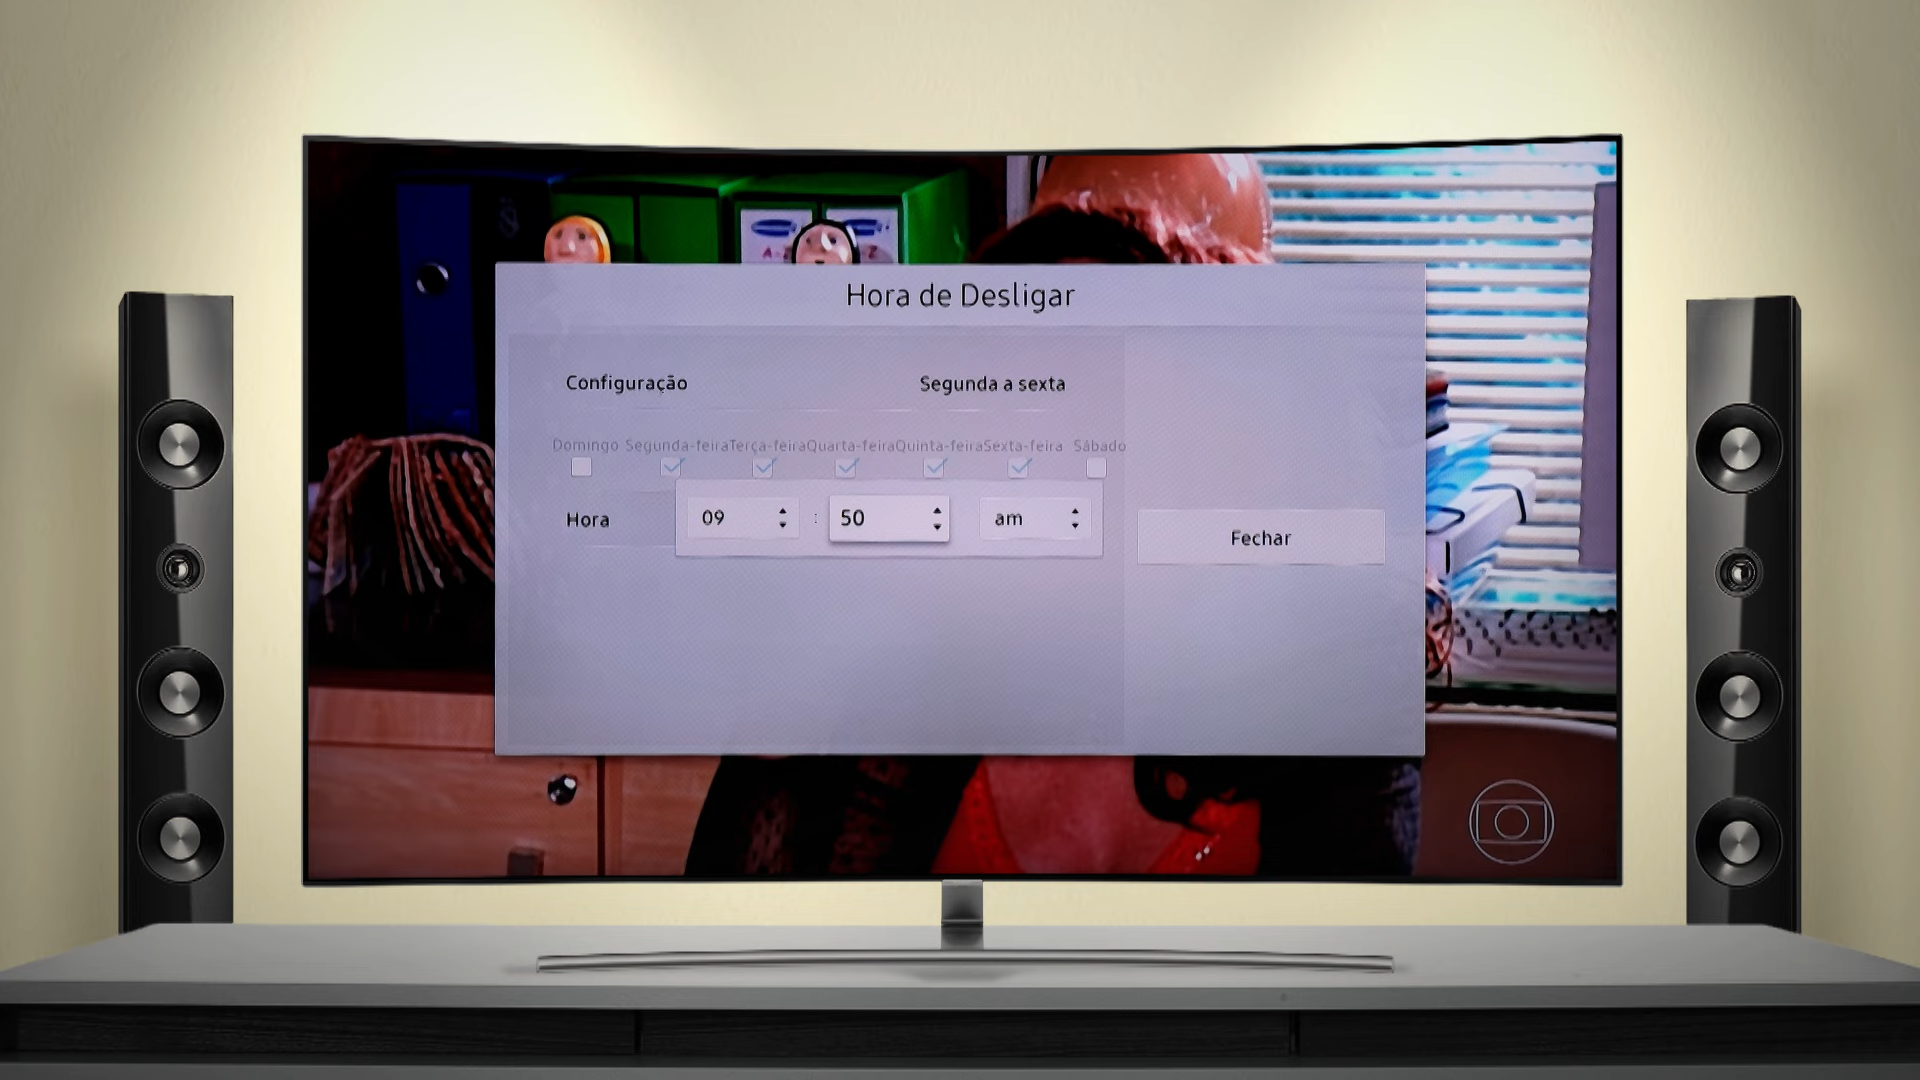 Hora de Desligar
Configuração Segunda a sexta
Domingo Segunda-feira Terça-feira Quarta-feira Quinta-feira Sexta-feira Sábado
Hora 09 : 50 am
Fechar